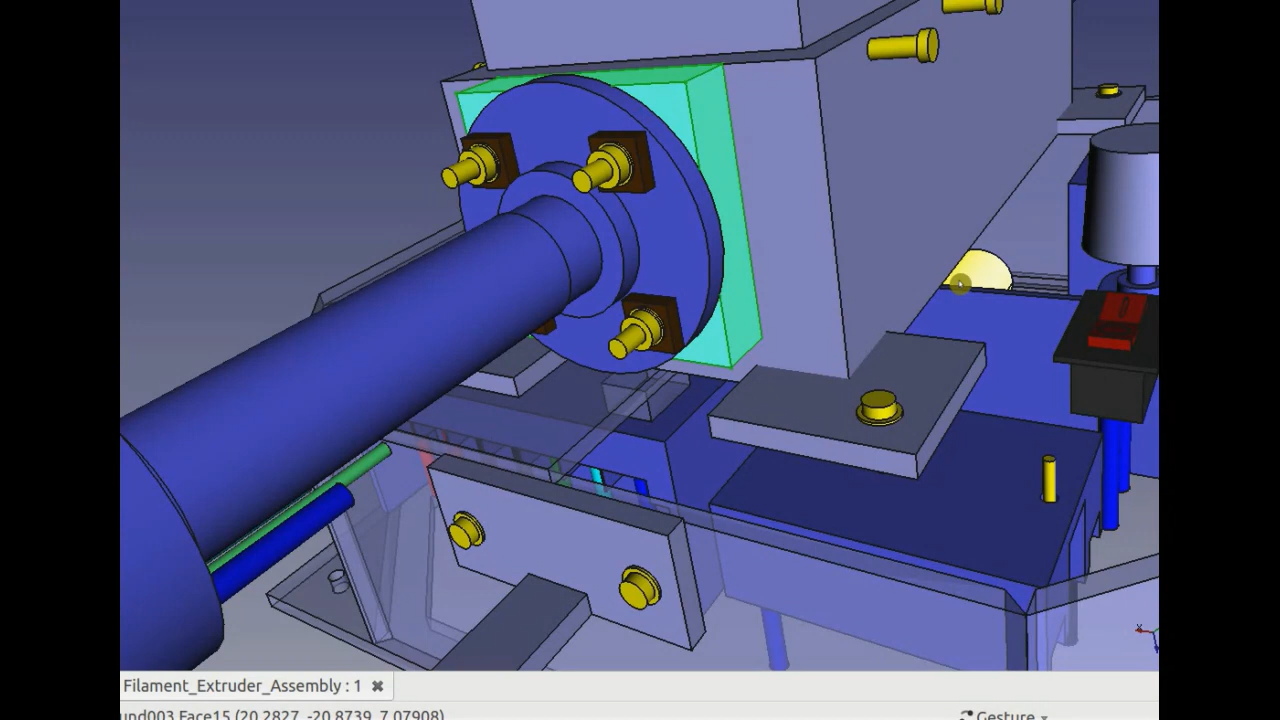 Filament_Extruder_Assembly : 1
und003.Face15 (20.2827, -20.8739, 7.07908)
Gesture